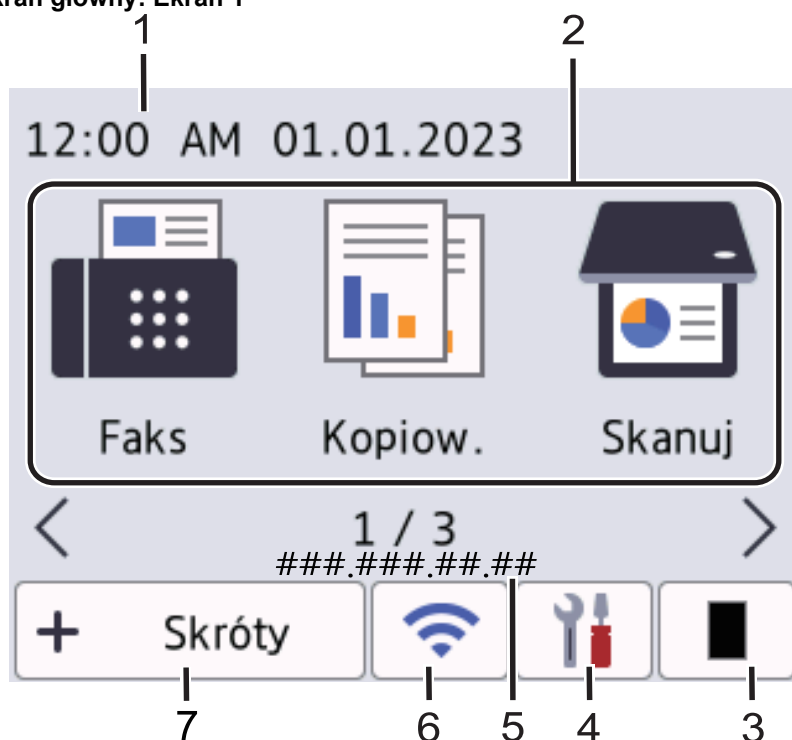 ran główny: Ekran 1
1
2
12:00 AM 01.01.2023
Faks Kopiow. Skanuj
1 / 3
###.###.##.##
+ Skróty
7 6 5 4 3